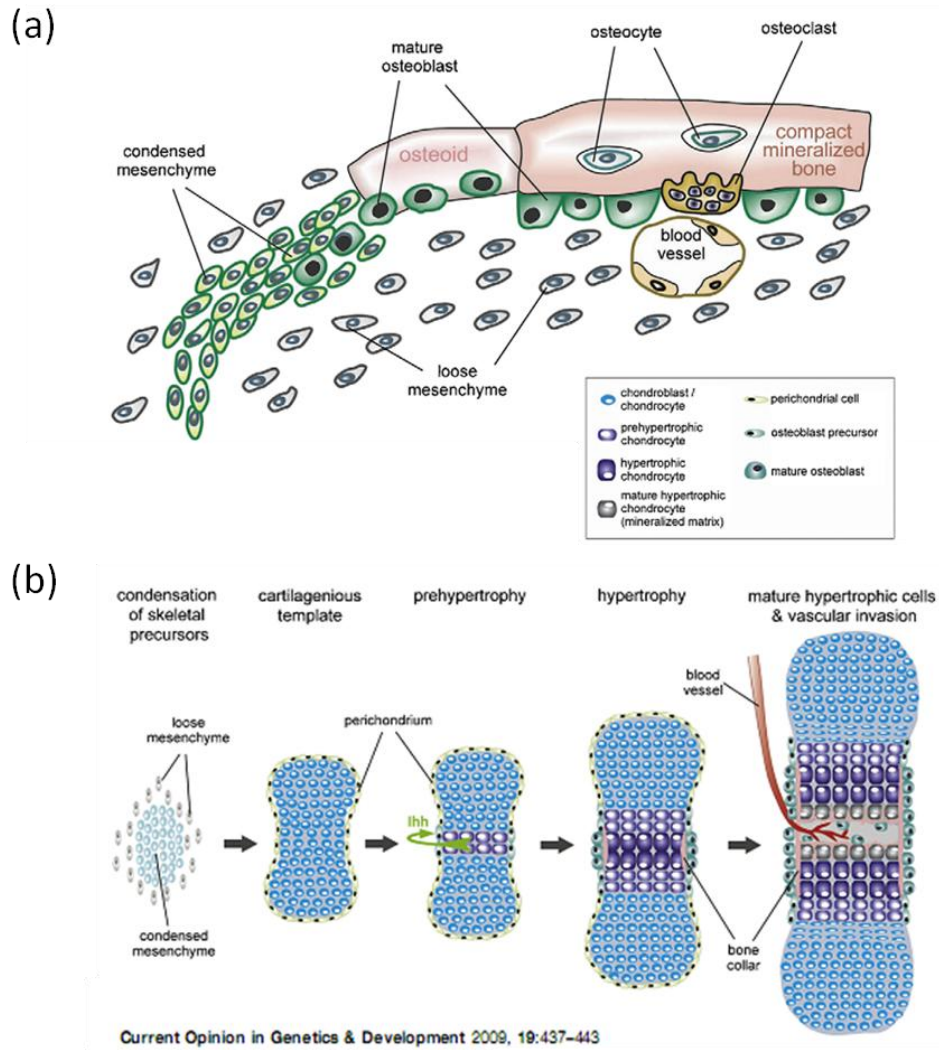 (a)
mature
osteoblast
osteocyte
osteoclast
condensed
mesenchyme
osteoid
compact
mineralized
bone
blood
vessel
loose
mesenchyme
chondroblast /
chondrocyte
prehypertrophic
chondrocyte
hypertrophic
chondrocyte
mature hypertrophic
chondrocyte
(mineralized matrix)
perichondrial cell
osteoblast precursor
mature osteoblast
(b)
condensation
of skeletal
precursors
cartilagenious
template
prehypertrophy
hypertrophy
mature hypertrophic cells
& vascular invasion
loose
mesenchyme
perichondrium
blood
vessel
Ihh
condensed
mesenchyme
bone
collar
Current Opinion in Genetics & Development 2009, 19:437–443